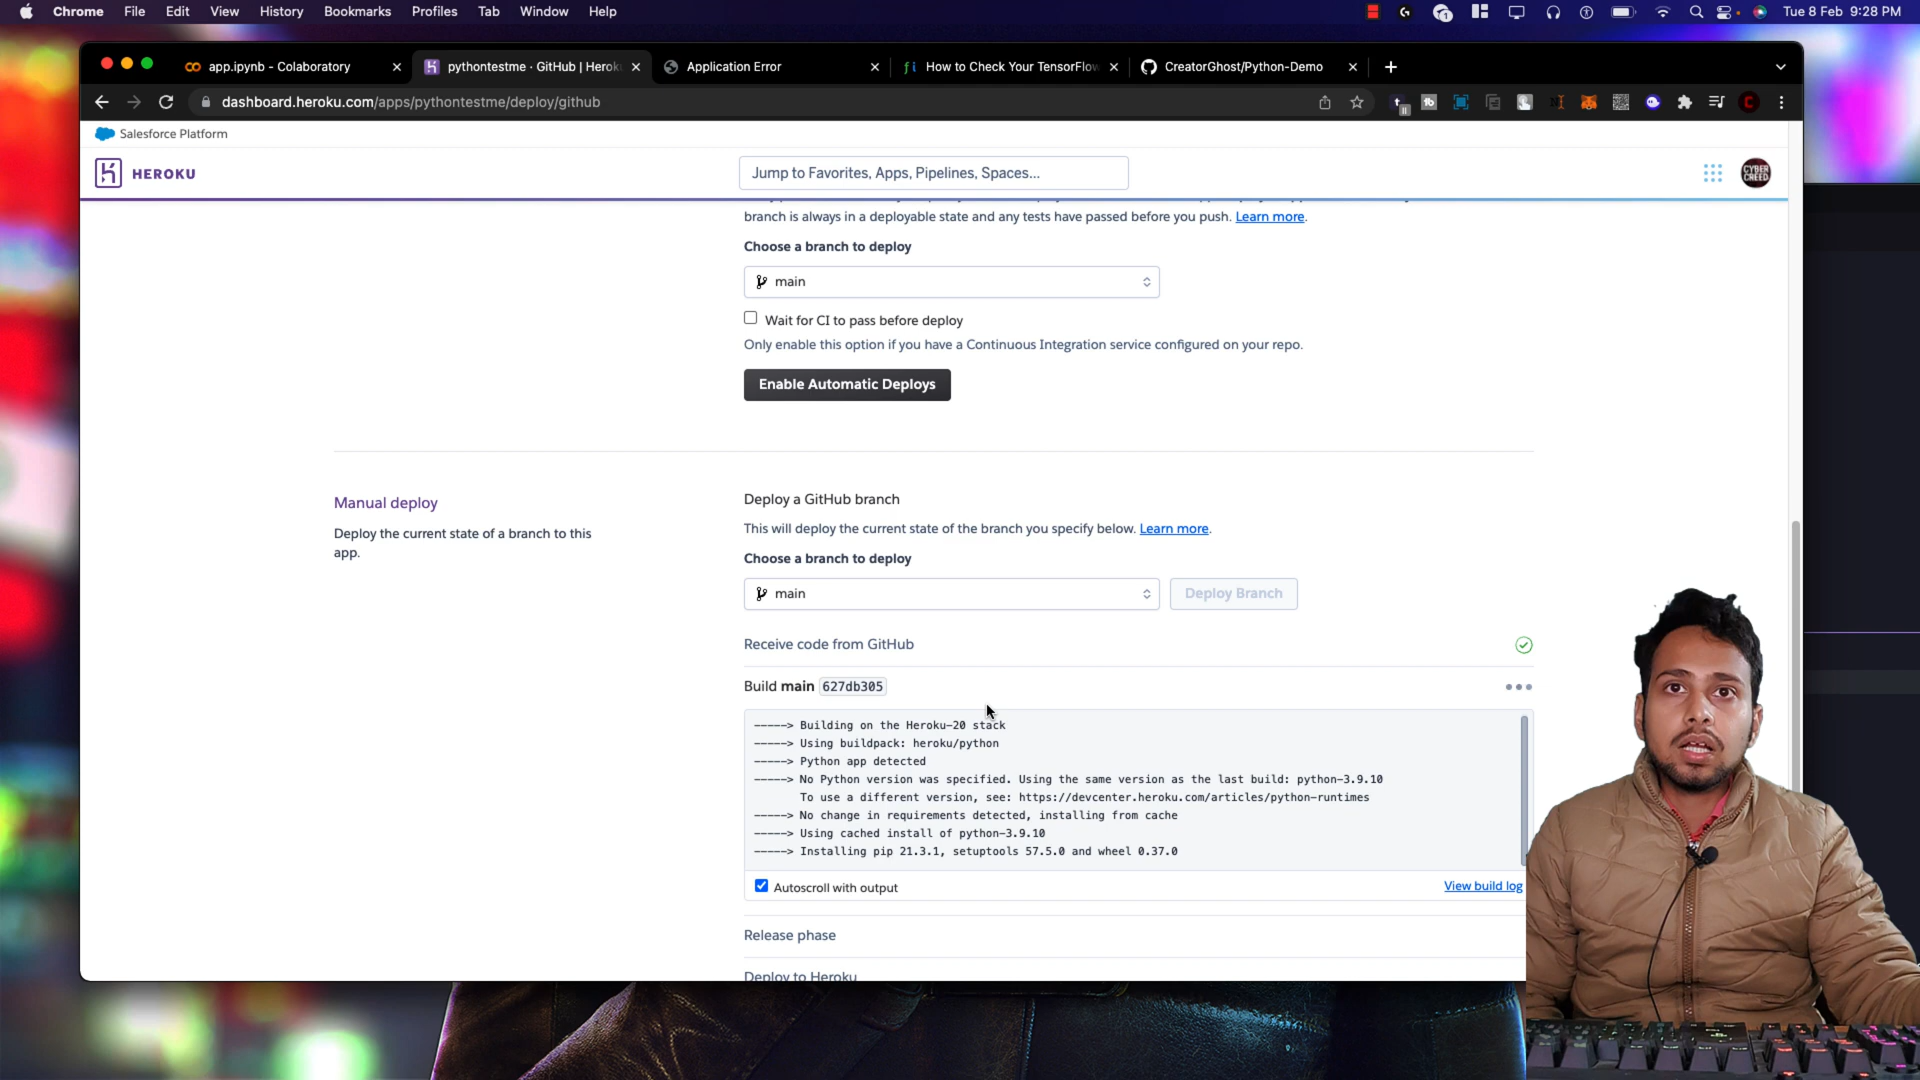 Chrome File Edit View History Bookmarks Profiles Tab Window Help Tue 8 Feb 9:28 PM
app.ipynb - Colaboratory pythontestme · GitHub | Heroku Application Error How to Check Your TensorFlow CreatorGhost/Python-Demo
dashboard.heroku.com/apps/pythontestme/deploy/github
Salesforce Platform
HEROKU
Jump to Favorites, Apps, Pipelines, Spaces...
CYBER CREED
branch is always in a deployable state and any tests have passed before you push. Learn more.
Choose a branch to deploy
main
Wait for CI to pass before deploy
Only enable this option if you have a Continuous Integration service configured on your repo.
Enable Automatic Deploys
Manual deploy
Deploy the current state of a branch to this
app.
Deploy a GitHub branch
This will deploy the current state of the branch you specify below. Learn more.
Choose a branch to deploy
main
Deploy Branch
Receive code from GitHub
Build main 627db305
-----> Building on the Heroku-20 stack
-----> Using buildpack: heroku/python
-----> Python app detected
-----> No Python version was specified. Using the same version as the last build: python-3.9.10
To use a different version, see: https://devcenter.heroku.com/articles/python-runtimes
-----> No change in requirements detected, installing from cache
-----> Using cached install of python-3.9.10
-----> Installing pip 21.3.1, setuptools 57.5.0 and wheel 0.37.0
Autoscroll with output
View build log
Release phase
Deploy to Heroku